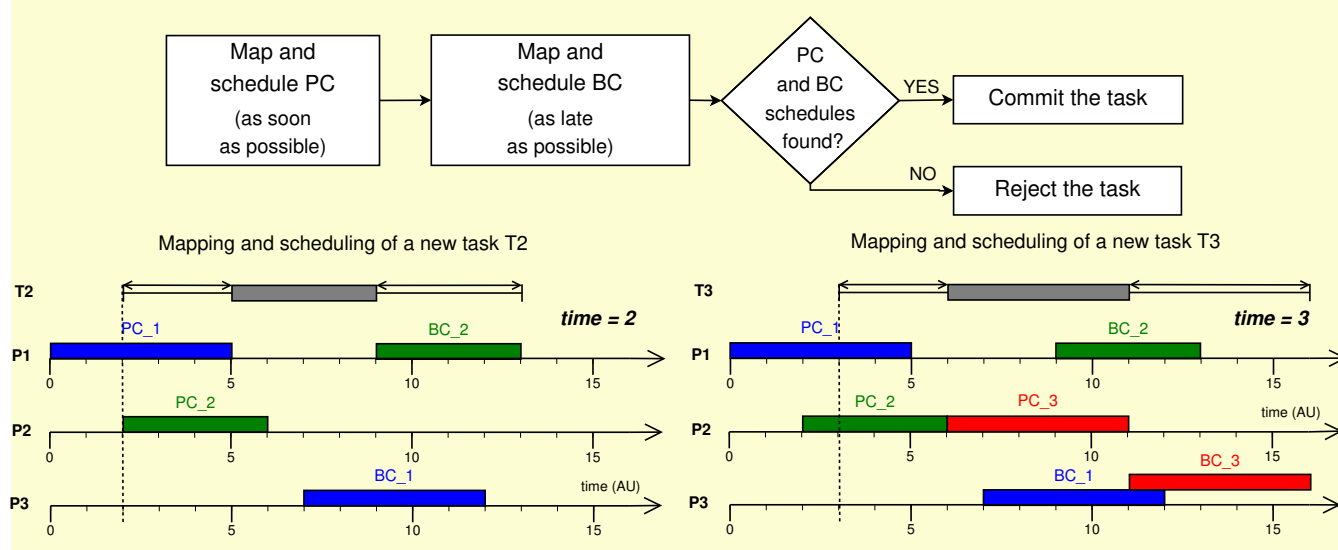 Map and
schedule PC
(as soon
as possible)
Map and
schedule BC
(as late
as possible)
PC
and BC
schedules
found?
YES
Commit the task
NO
Reject the task
Mapping and scheduling of a new task T2
T2
time = 2
PC_1
BC_2
P1
0 5 10 15
PC_2
P2
0 5 10 15
BC_1
time (AU)
P3
0 5 10 15
Mapping and scheduling of a new task T3
T3
time = 3
PC_1
BC_2
P1
0 5 10 15
PC_2 PC_3
time (AU)
P2
0 5 10 15
BC_3
BC_1
P3
0 5 10 15